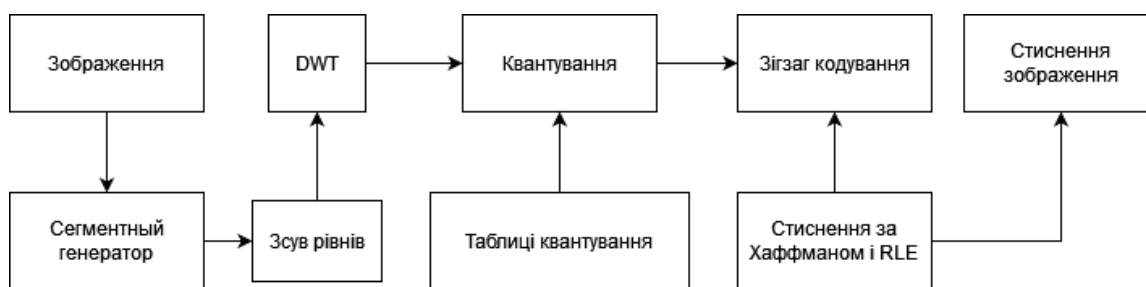 Зображення
DWT
Квантування
Зігзаг кодування
Стиснення
зображення
Сегментный
генератор
Зсув рівнів
Таблиці квантування
Стиснення за
Хаффманом і RLE